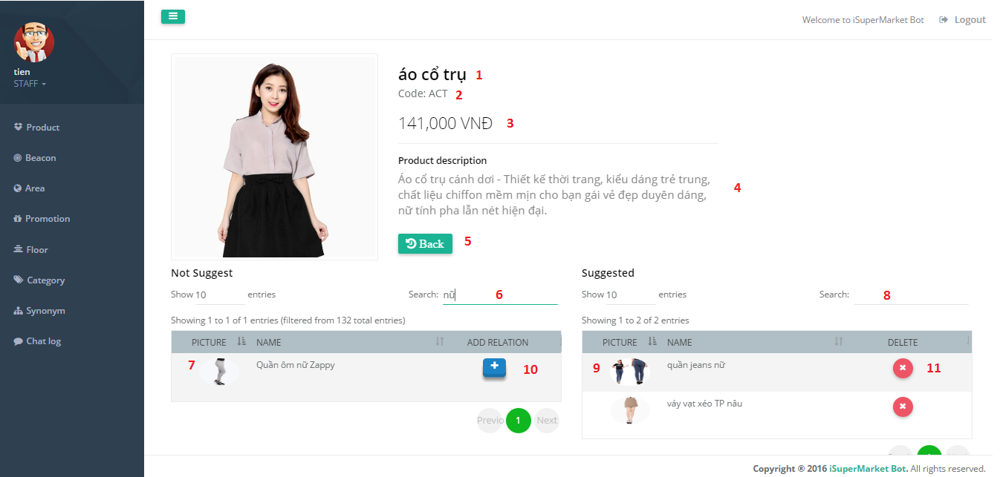 Welcome to iSuperMarket Bot Logout
tien
STAFF
Product
Beacon
Area
Promotion
Floor
Category
Synonym
Chat log
áo cổ trụ 1
Code: ACT 2
141,000 VNĐ 3
Product description
Áo cổ trụ cánh dơi - Thiết kế thời trang, kiểu dáng trẻ trung,
chất liệu chiffon mềm mịn cho bạn gái vẻ đẹp duyên dáng, 4
nữ tính pha lẫn nét hiện đại.
Back 5
Not Suggest
Show 10 entries Search: nữ 6
Showing 1 to 1 of 1 entries (filtered from 132 total entries)
PICTURE NAME ADD RELATION
7 Quần ôm nữ Zappy 10
Previo 1 Next
Suggested
Show 10 entries Search: 8
Showing 1 to 2 of 2 entries
PICTURE NAME DELETE
9 quần jeans nữ 11
váy vạt xéo TP nâu
Copyright © 2016 iSuperMarket Bot. All rights reserved.